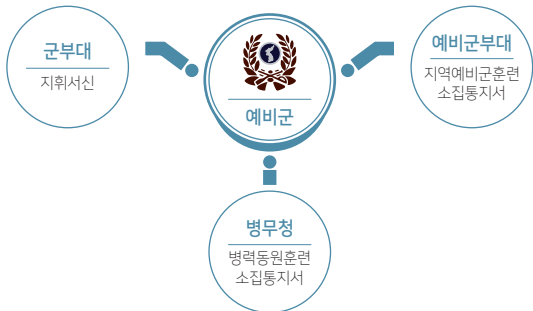 군부대
지휘서신
예비군
예비군부대
지역예비군훈련
소집통지서
병무청
병력동원훈련
소집통지서